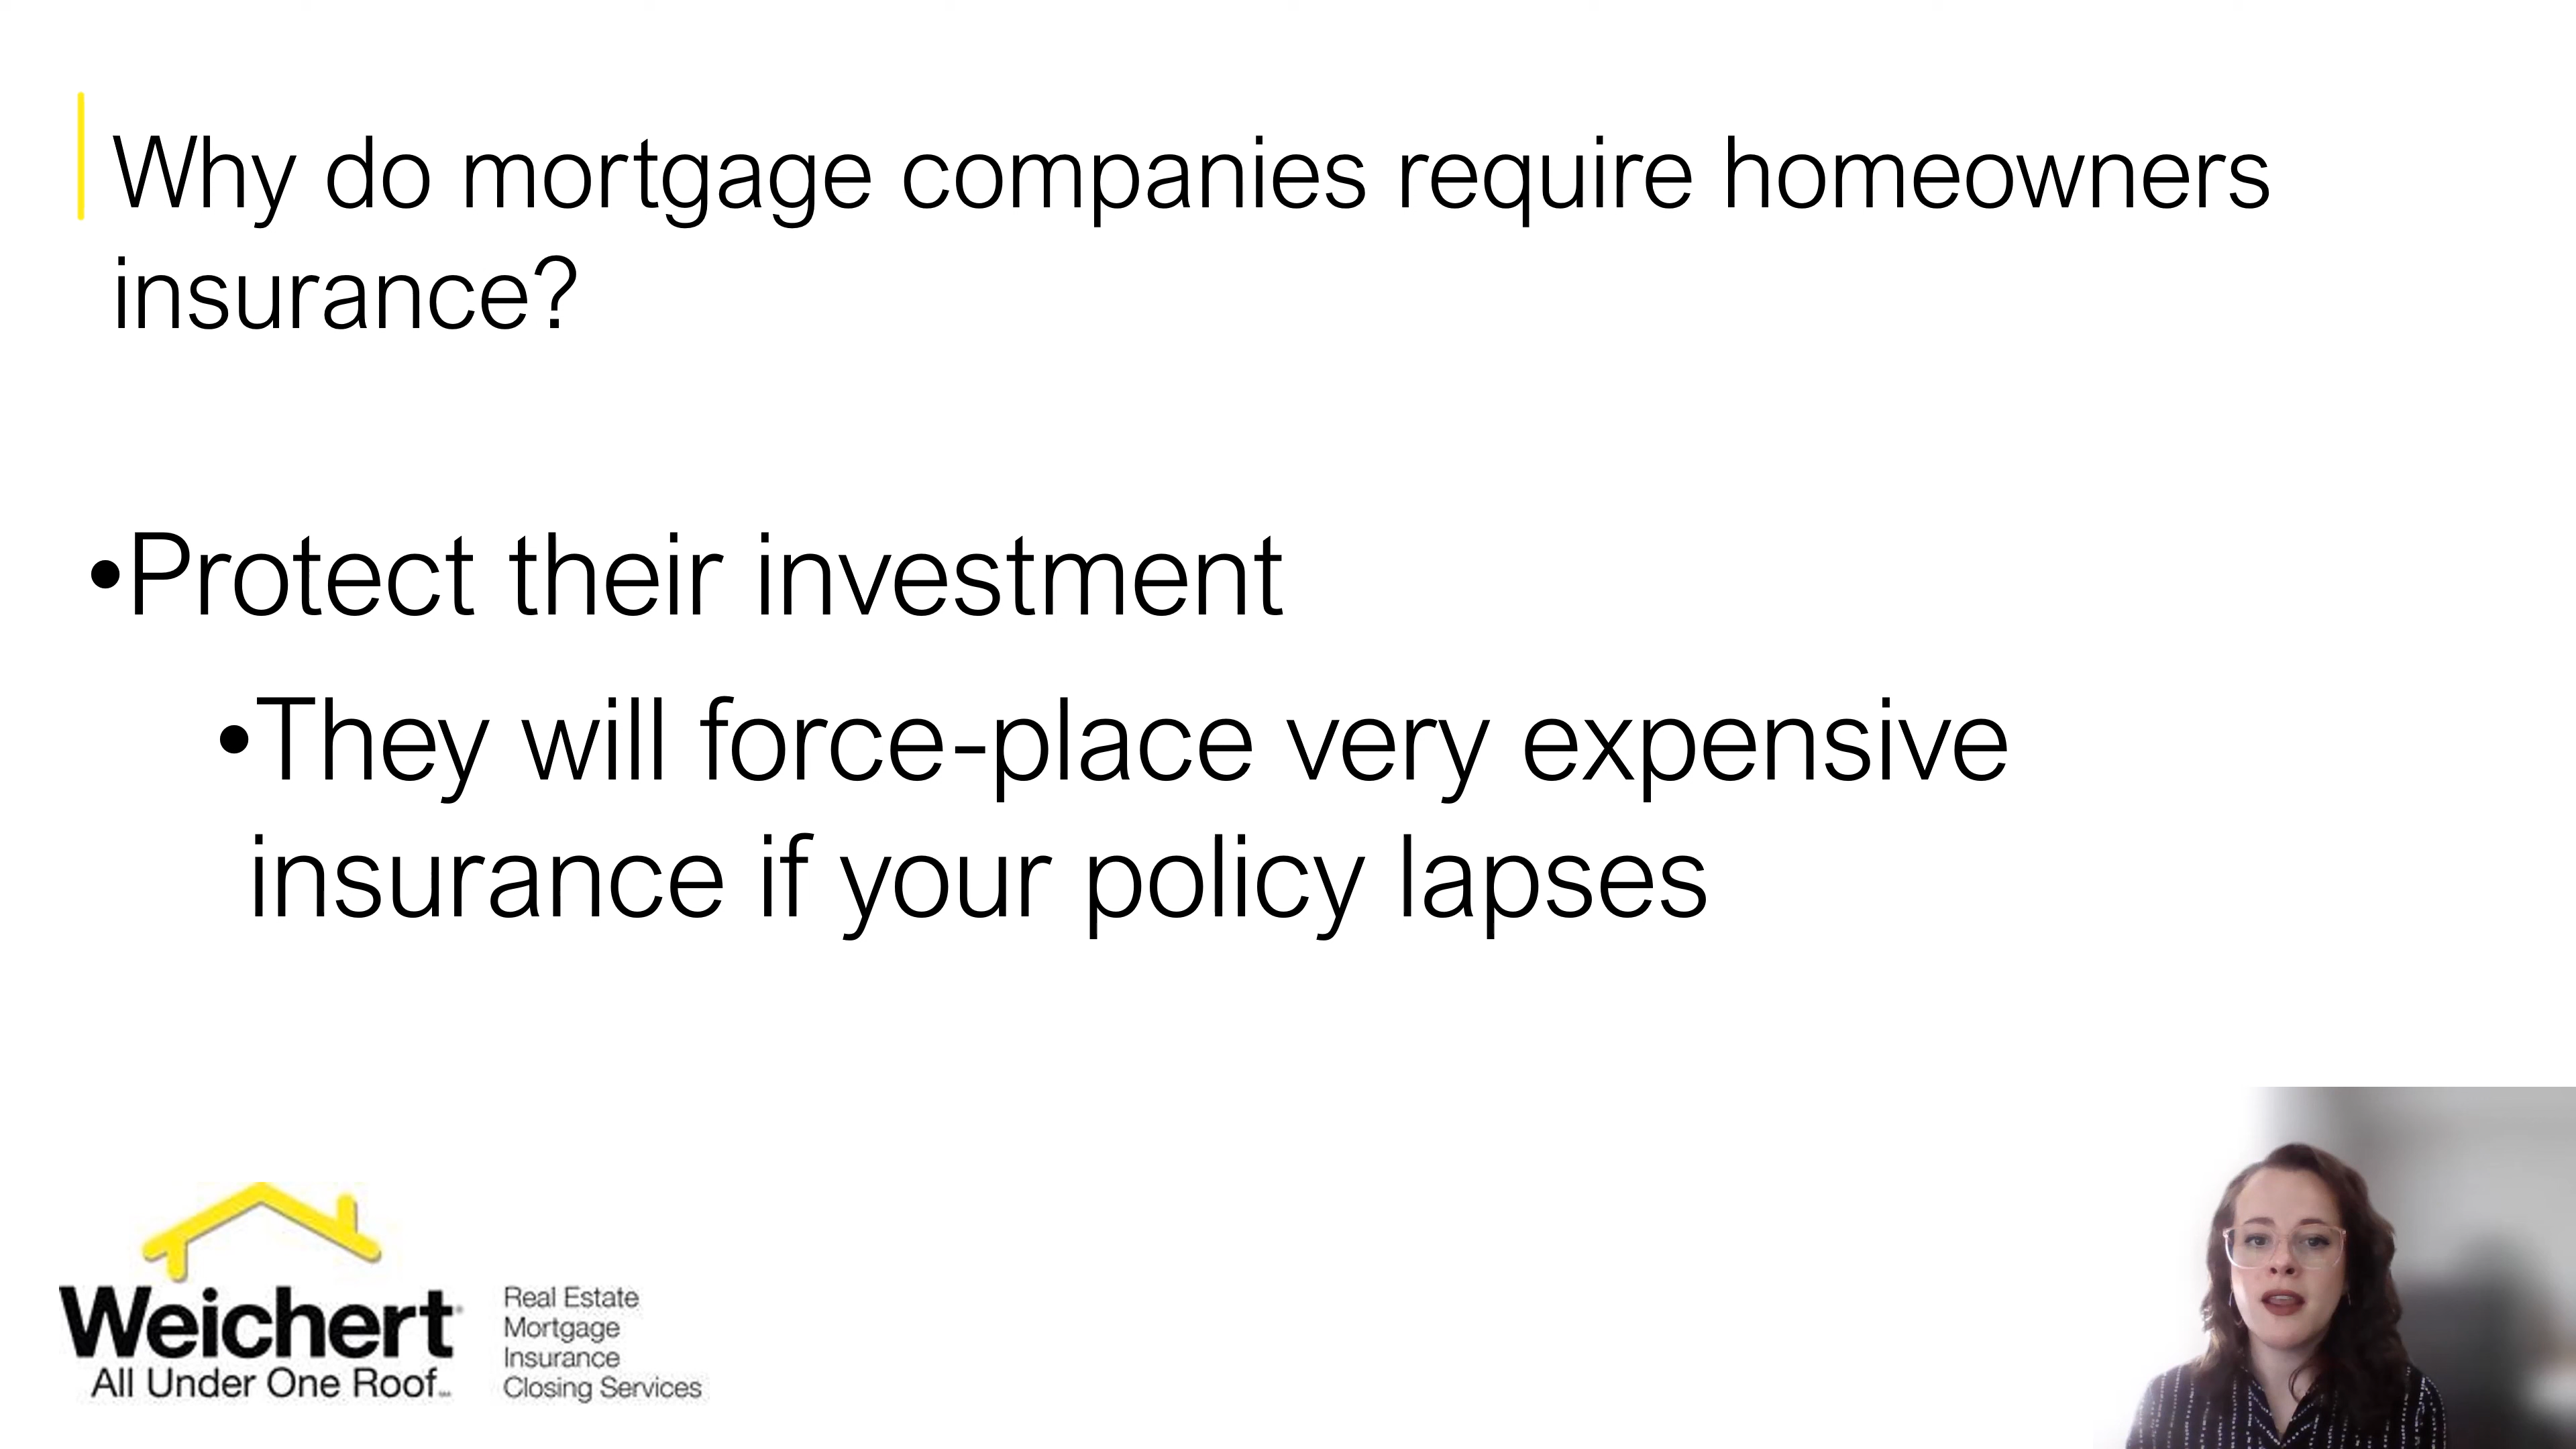 Why do mortgage companies require homeowners
insurance?
•Protect their investment
•They will force-place very expensive
insurance if your policy lapses
Weichert®
All Under One Roof
Real Estate
Mortgage
Insurance
Closing Services